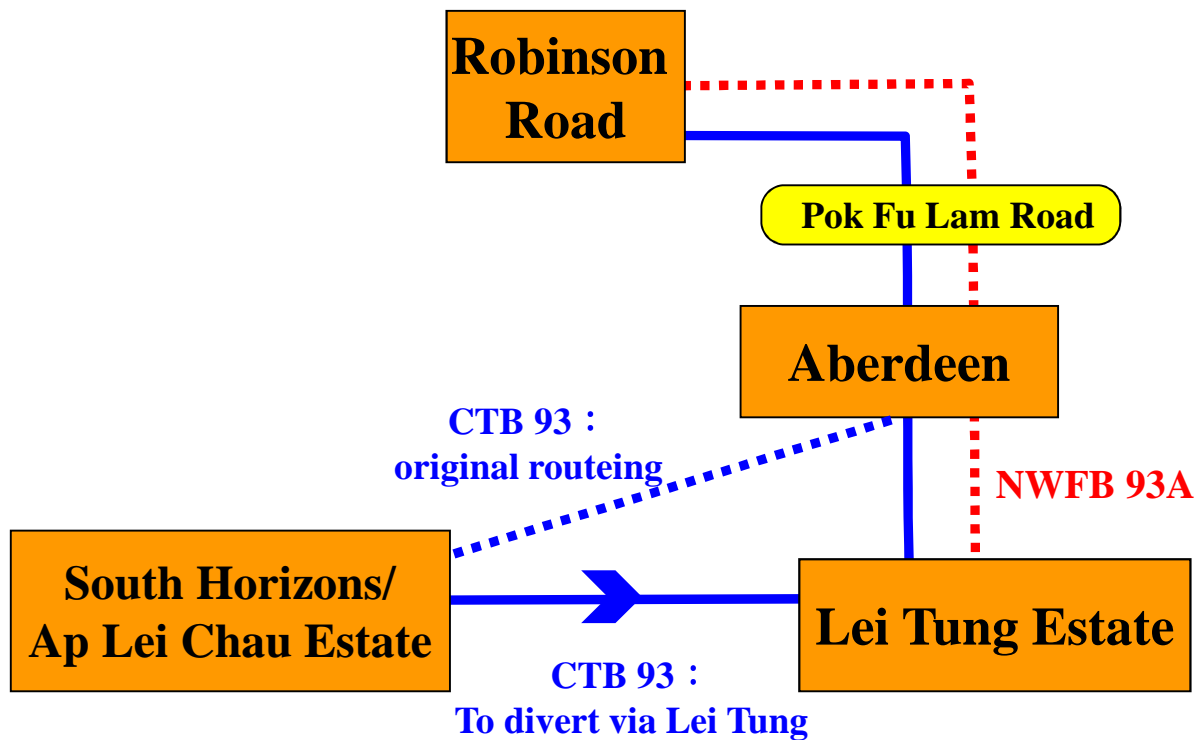 Robinson
Road
Pok Fu Lam Road
Aberdeen
CTB 93：
original routeing
NWFB 93A
South Horizons/
Ap Lei Chau Estate
Lei Tung Estate
CTB 93：
To divert via Lei Tung